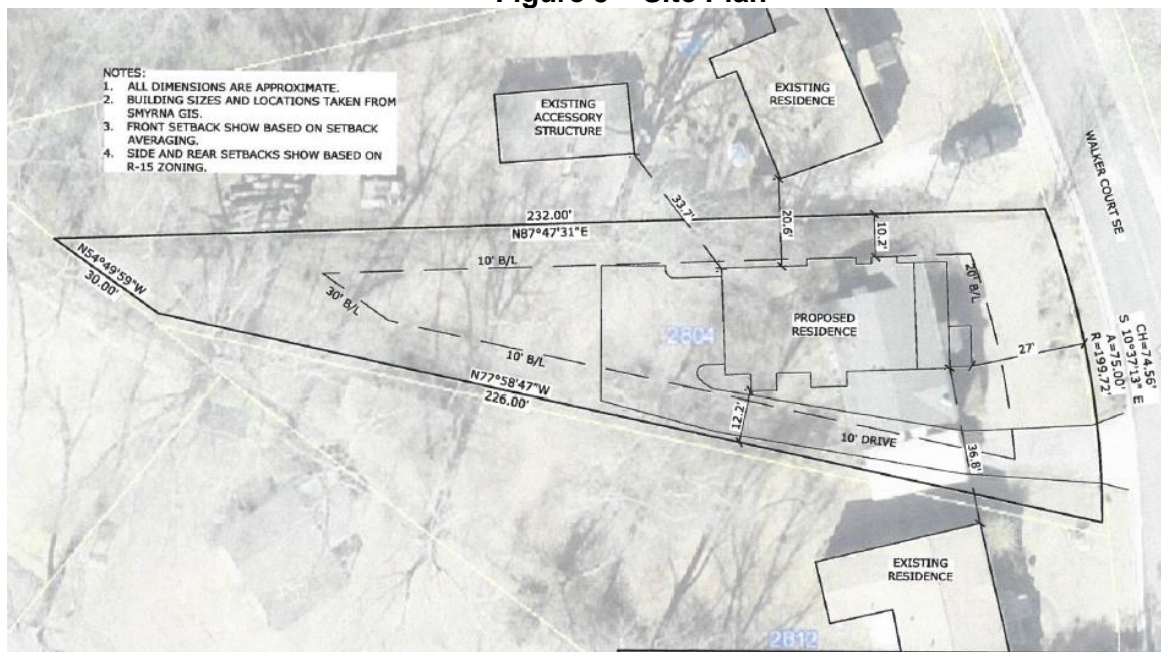 NOTES:
1. ALL DIMENSIONS ARE APPROXIMATE.
2. BUILDING SIZES AND LOCATIONS TAKEN FROM
SMYRNA GIS.
3. FRONT SETBACK SHOW BASED ON SETBACK
AVERAGING.
4. SIDE AND REAR SETBACKS SHOW BASED ON
R-15 ZONING.
EXISTING
ACCESSORY
STRUCTURE
EXISTING
RESIDENCE
WALKER COURT SE
33.7'
20.6'
10.2'
232.00'
N87°47'31"E
N54°49'59"W
30.00'
10' B/L
30' B/L
20' B/L
2804
PROPOSED
RESIDENCE
27'
CH=74.56'
S 10°37'13" E
A=75.00'
R=199.72'
10' B/L
N77°58'47"W
226.00'
12.2'
10' DRIVE
36.8'
EXISTING
RESIDENCE
2812